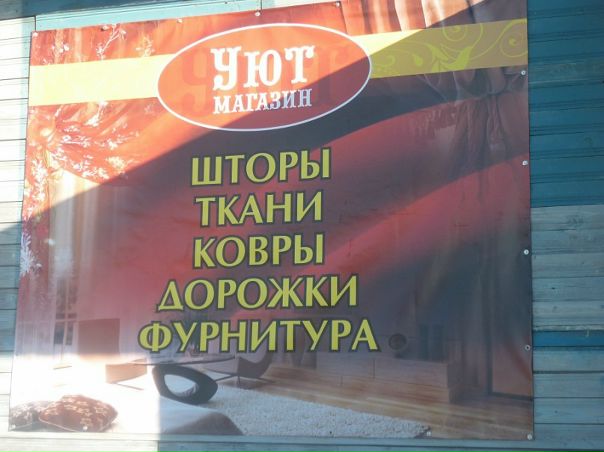 УЮТ
МАГАЗИН
ШТОРЫ
ТКАНИ
КОВРЫ
ДОРОЖКИ
ФУРНИТУРА